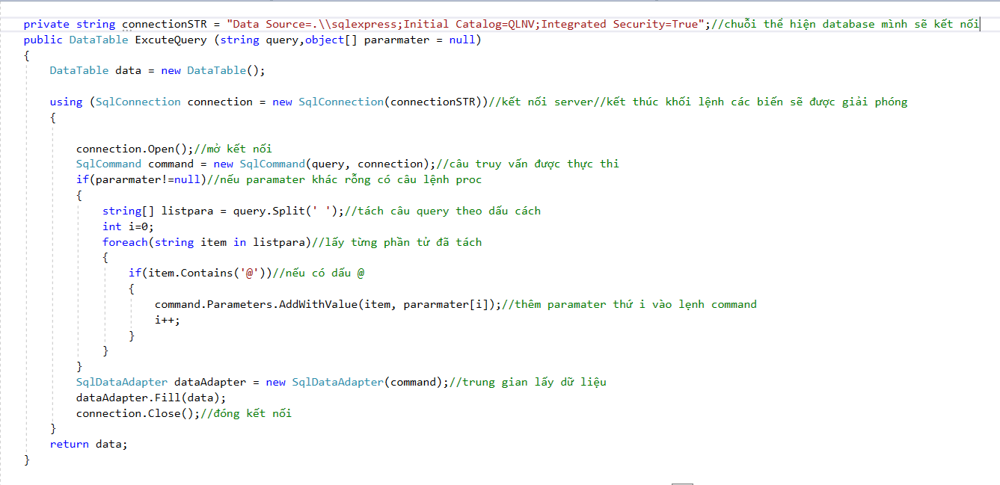 private string connectionSTR = "Data Source=.\\sqlexpress;Initial Catalog=QLNV;Integrated Security=True";//chuỗi thể hiện database mình sẽ kết nối
public DataTable ExcuteQuery (string query,object[] pararmater = null)
{
DataTable data = new DataTable();
using (SqlConnection connection = new SqlConnection(connectionSTR))//kết nối server//kết thúc khối lệnh các biến sẽ được giải phóng
{
connection.Open();//mở kết nối
SqlCommand command = new SqlCommand(query, connection);//câu truy vấn được thực thi
if(pararmater!=null)//nếu paramater khác rỗng có câu lệnh proc
{
string[] listpara = query.Split(' ');//tách câu query theo dấu cách
int i=0;
foreach(string item in listpara)//lấy từng phần tử đã tách
{
if(item.Contains('@'))//nếu có dấu @
{
command.Parameters.AddWithValue(item, pararmater[i]);//thêm paramater thứ i vào lệnh command
i++;
}
}
}
SqlDataAdapter dataAdapter = new SqlDataAdapter(command);//trung gian lấy dữ liệu
dataAdapter.Fill(data);
connection.Close();//đóng kết nối
}
return data;
}